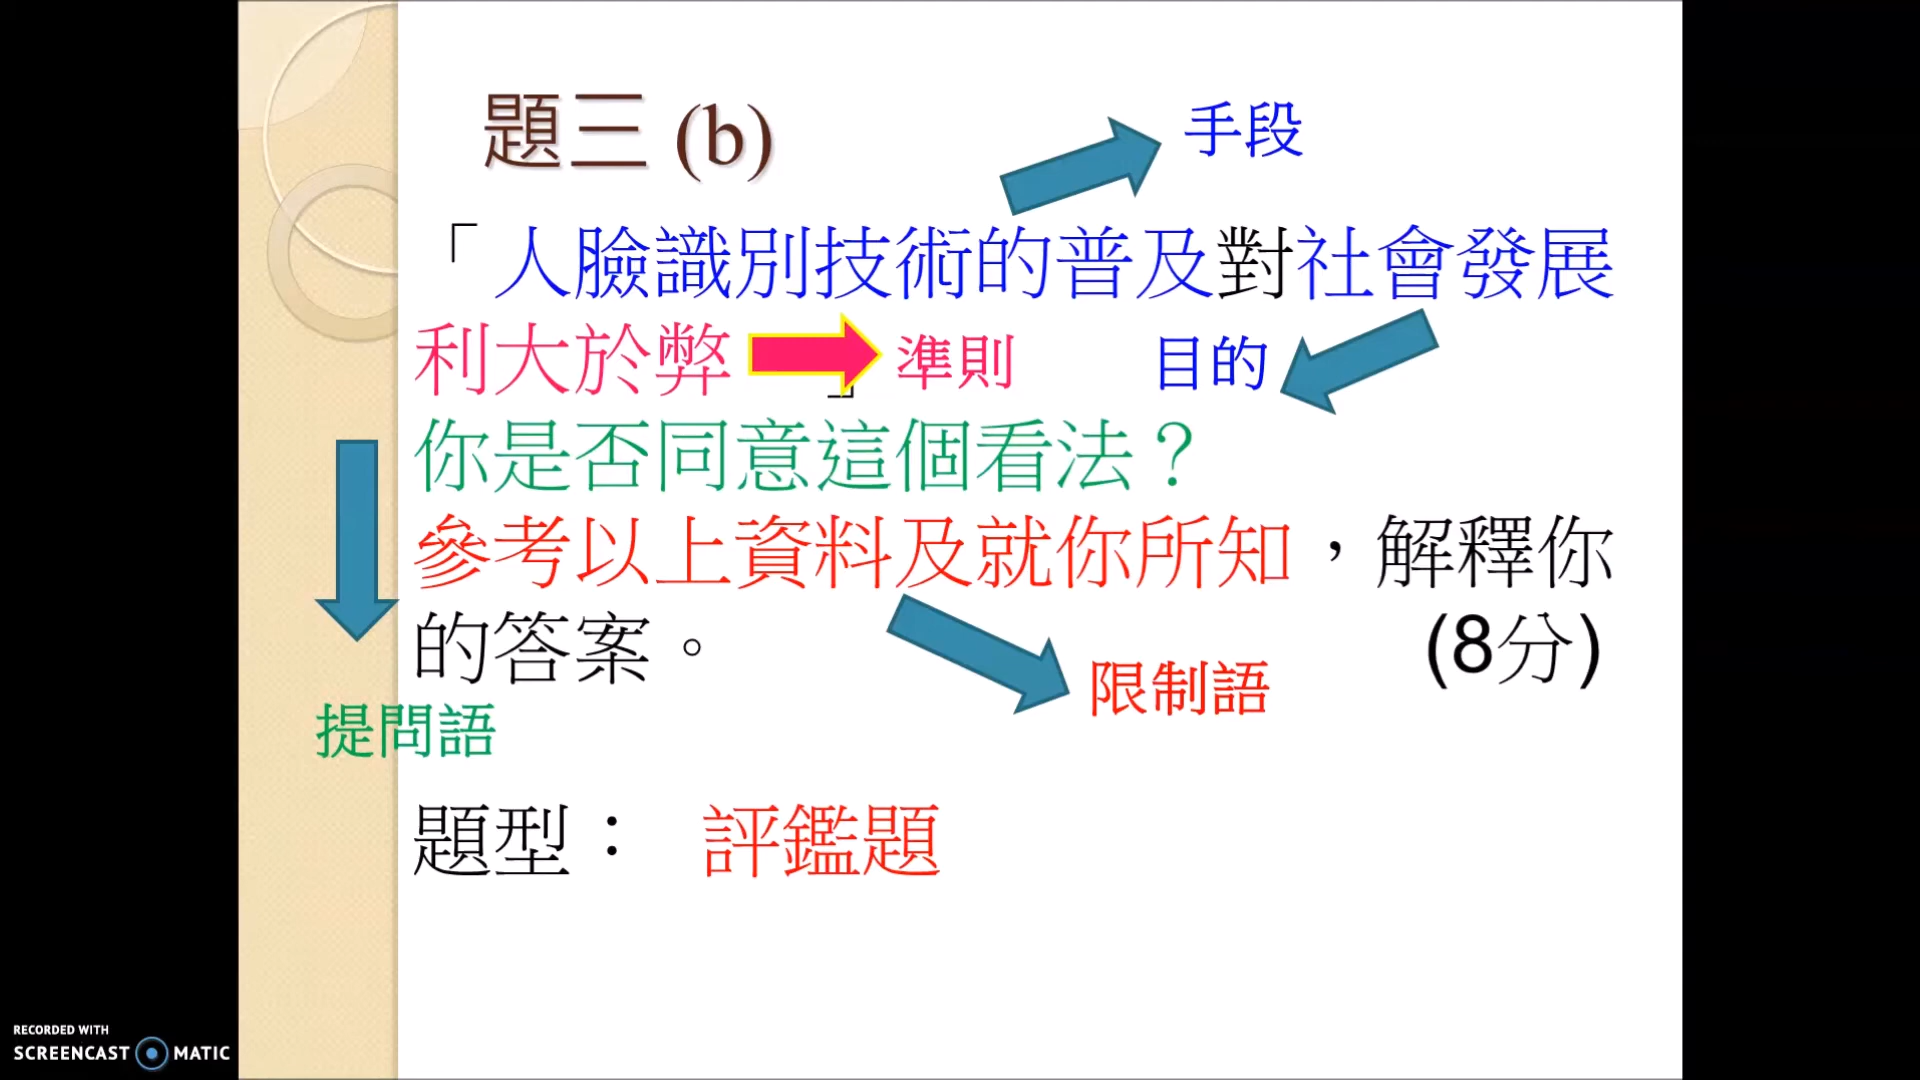 題三 (b)
手段
「人臉識別技術的普及對社會發展
利大於弊
」
準則
目的
你是否同意這個看法？
參考以上資料及就你所知，解釋你
的答案。
(8分)
限制語
提問語
題型：
評鑑題
RECORDED WITH
SCREENCAST MATIC